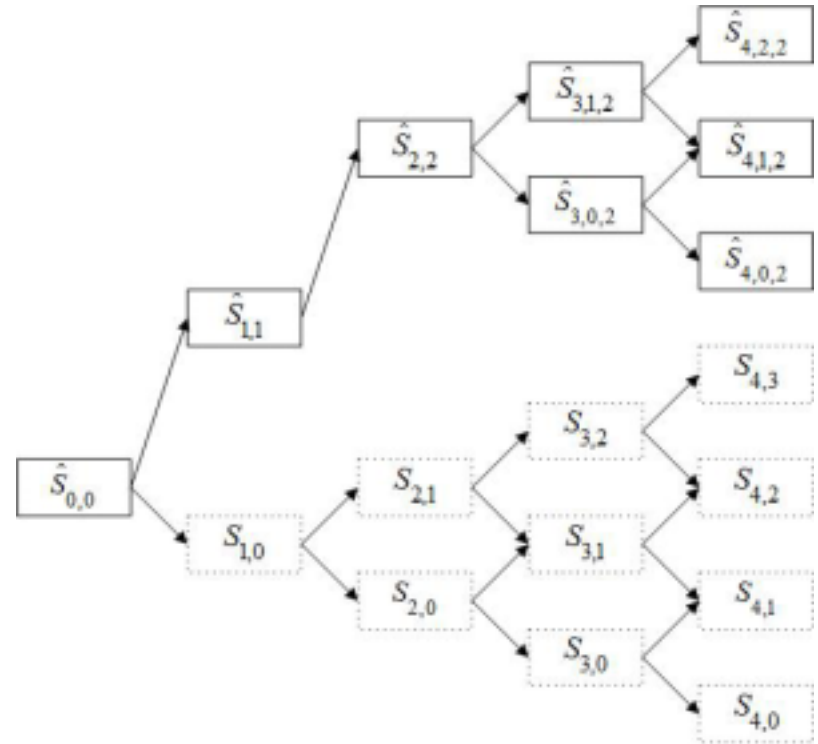 Ŝ₄,₂,₂
Ŝ₃,₁,₂
Ŝ₂,₂
Ŝ₄,₁,₂
Ŝ₃,₀,₂
Ŝ₄,₀,₂
Ŝ₁,₁
S₄,₃
S₃,₂
Ŝ₀,₀
S₂,₁
S₄,₂
S₁,₀
S₃,₁
S₂,₀
S₄,₁
S₃,₀
S₄,₀